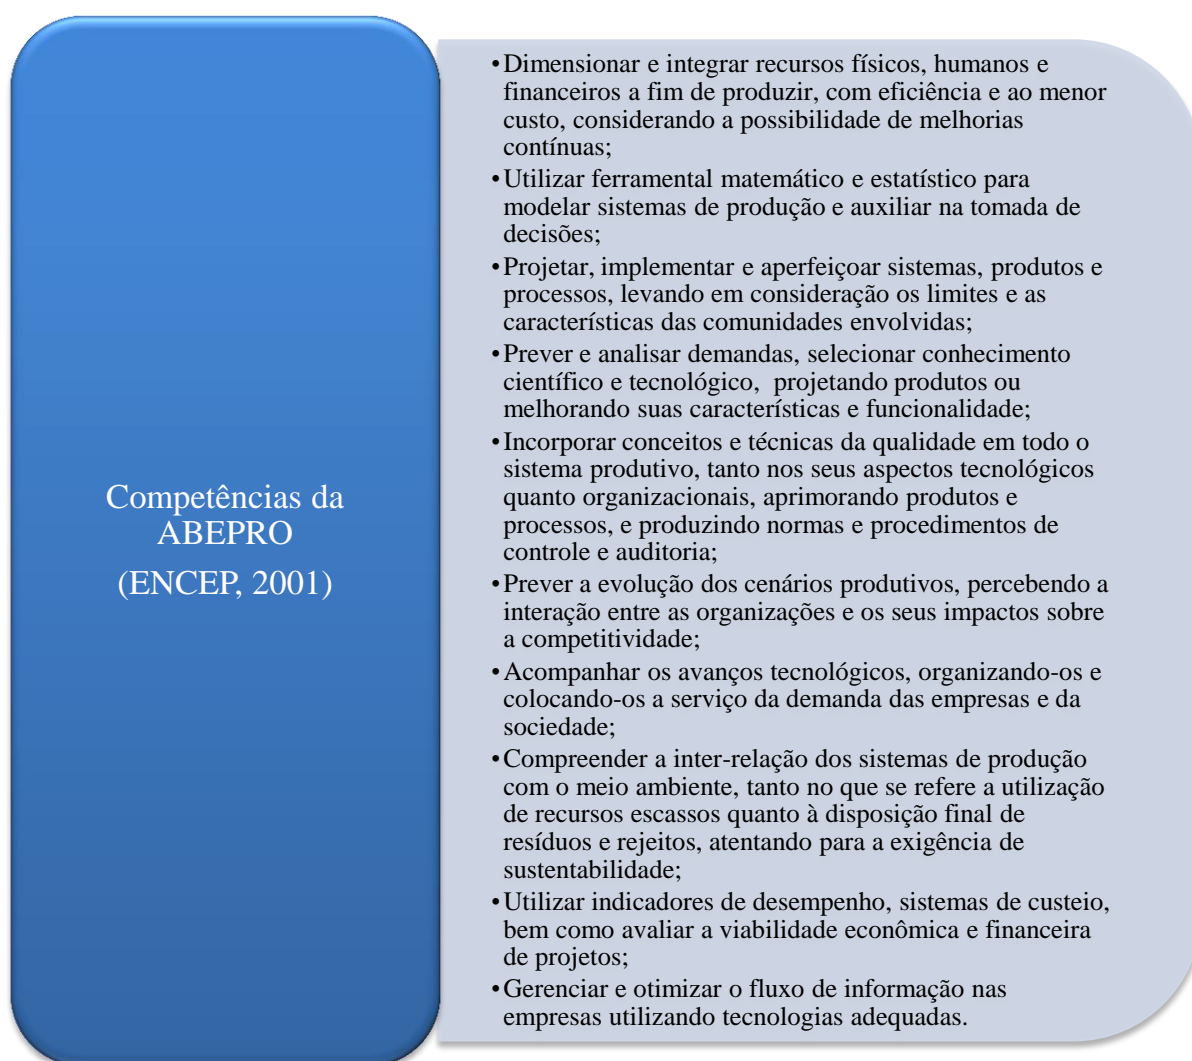 Competências da
ABEPRO
(ENCEP, 2001)
•Dimensionar e integrar recursos físicos, humanos e
financeiros a fim de produzir, com eficiência e ao menor
custo, considerando a possibilidade de melhorias
contínuas;
•Utilizar ferramental matemático e estatístico para
modelar sistemas de produção e auxiliar na tomada de
decisões;
•Projetar, implementar e aperfeiçoar sistemas, produtos e
processos, levando em consideração os limites e as
características das comunidades envolvidas;
•Prever e analisar demandas, selecionar conhecimento
científico e tecnológico,  projetando produtos ou
melhorando suas características e funcionalidade;
•Incorporar conceitos e técnicas da qualidade em todo o
sistema produtivo, tanto nos seus aspectos tecnológicos
quanto organizacionais, aprimorando produtos e
processos, e produzindo normas e procedimentos de
controle e auditoria;
•Prever a evolução dos cenários produtivos, percebendo a
interação entre as organizações e os seus impactos sobre
a competitividade;
•Acompanhar os avanços tecnológicos, organizando-os e
colocando-os a serviço da demanda das empresas e da
sociedade;
•Compreender a inter-relação dos sistemas de produção
com o meio ambiente, tanto no que se refere a utilização
de recursos escassos quanto à disposição final de
resíduos e rejeitos, atentando para a exigência de
sustentabilidade;
•Utilizar indicadores de desempenho, sistemas de custeio,
bem como avaliar a viabilidade econômica e financeira
de projetos;
•Gerenciar e otimizar o fluxo de informação nas
empresas utilizando tecnologias adequadas.